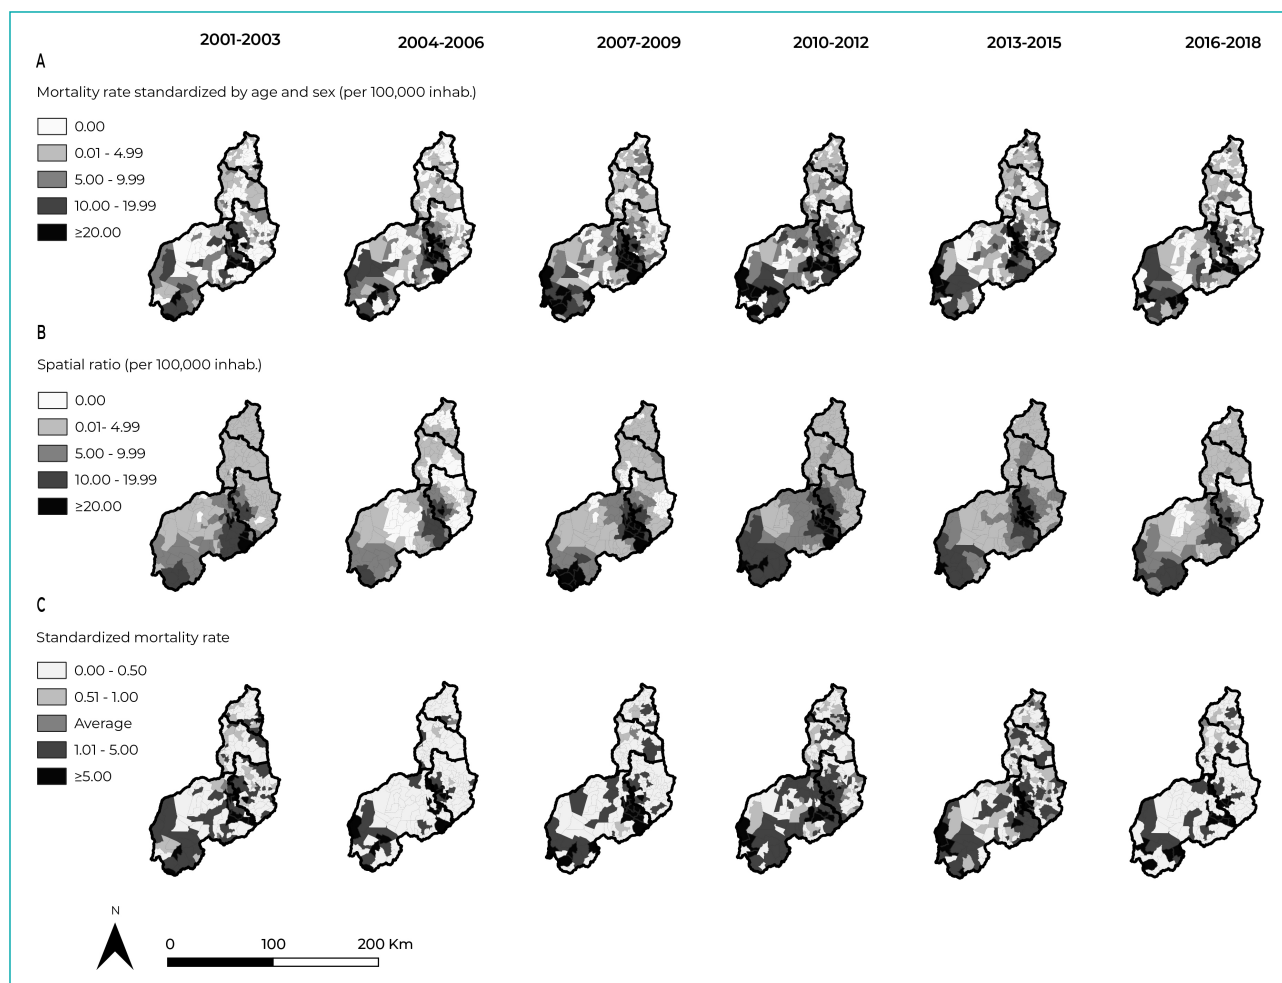 2001-2003 2004-2006 2007-2009 2010-2012 2013-2015 2016-2018
A
Mortality rate standardized by age and sex (per 100,000 inhab.)
0.00
0.01 - 4.99
5.00 - 9.99
10.00 - 19.99
≥20.00
B
Spatial ratio (per 100,000 inhab.)
0.00
0.01- 4.99
5.00 - 9.99
10.00 - 19.99
≥20.00
C
Standardized mortality rate
0.00 - 0.50
0.51 - 1.00
Average
1.01 - 5.00
≥5.00
N
0 100 200 Km